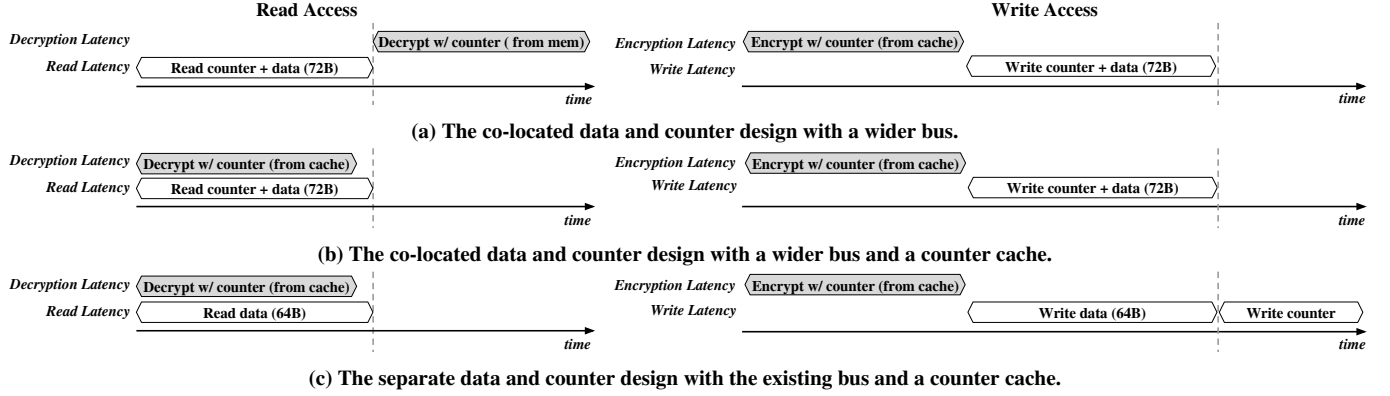 Read Access
Write Access
Decryption Latency
Decrypt w/ counter ( from mem)
Read Latency
Read counter + data (72B)
time
Encryption Latency
Encrypt w/ counter (from cache)
Write Latency
Write counter + data (72B)
time
(a) The co-located data and counter design with a wider bus.
Decryption Latency
Decrypt w/ counter (from cache)
Read Latency
Read counter + data (72B)
time
Encryption Latency
Encrypt w/ counter (from cache)
Write Latency
Write counter + data (72B)
time
(b) The co-located data and counter design with a wider bus and a counter cache.
Decryption Latency
Decrypt w/ counter (from cache)
Read Latency
Read data (64B)
time
Encryption Latency
Encrypt w/ counter (from cache)
Write Latency
Write data (64B)
Write counter
time
(c) The separate data and counter design with the existing bus and a counter cache.